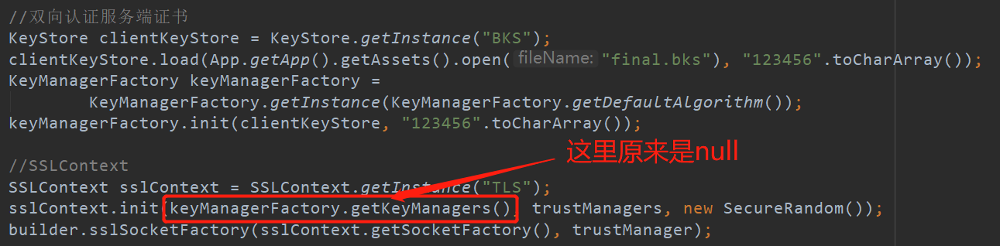 //双向认证服务端证书
KeyStore clientKeyStore = KeyStore.getInstance("BKS");
clientKeyStore.load(App.getApp().getAssets().open( fileName: "final.bks"), "123456".toCharArray());
KeyManagerFactory keyManagerFactory =
KeyManagerFactory.getInstance(KeyManagerFactory.getDefaultAlgorithm());
keyManagerFactory.init(clientKeyStore, "123456".toCharArray());
这里原来是null
//SSLContext
SSLContext sslContext = SSLContext.getInstance("TLS");
sslContext.init(keyManagerFactory.getKeyManagers(), trustManagers, new SecureRandom());
builder.sslSocketFactory(sslContext.getSocketFactory(), trustManager);